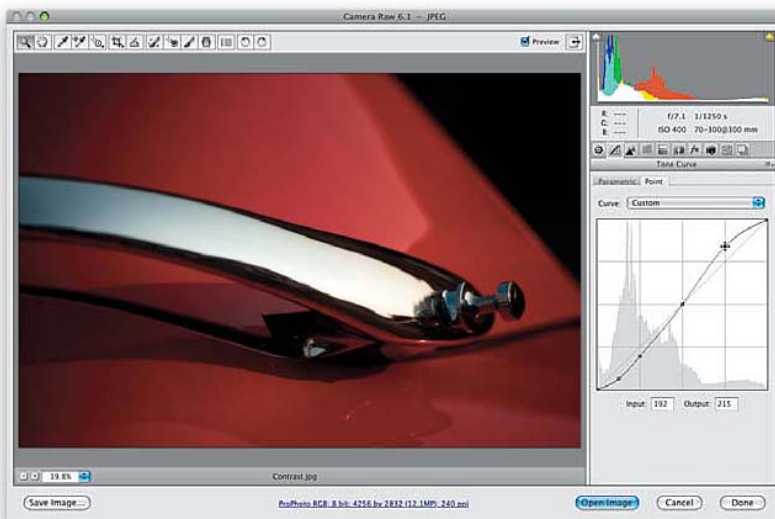 Camera Raw 6.1 – JPEG
Preview
R: ---
G: ---
B: ---
f/7.1 1/1250 s
ISO 400 70-300@300 mm
fx
Tone Curve
Parametric Point
Curve: Custom
Input: 192 Output: 215
19.8%
Contrast.jpg
Save Image...
ProPhoto RGB; 8 bit; 4256 by 2832 (12.1MP); 240 ppi
Open Image
Cancel
Done